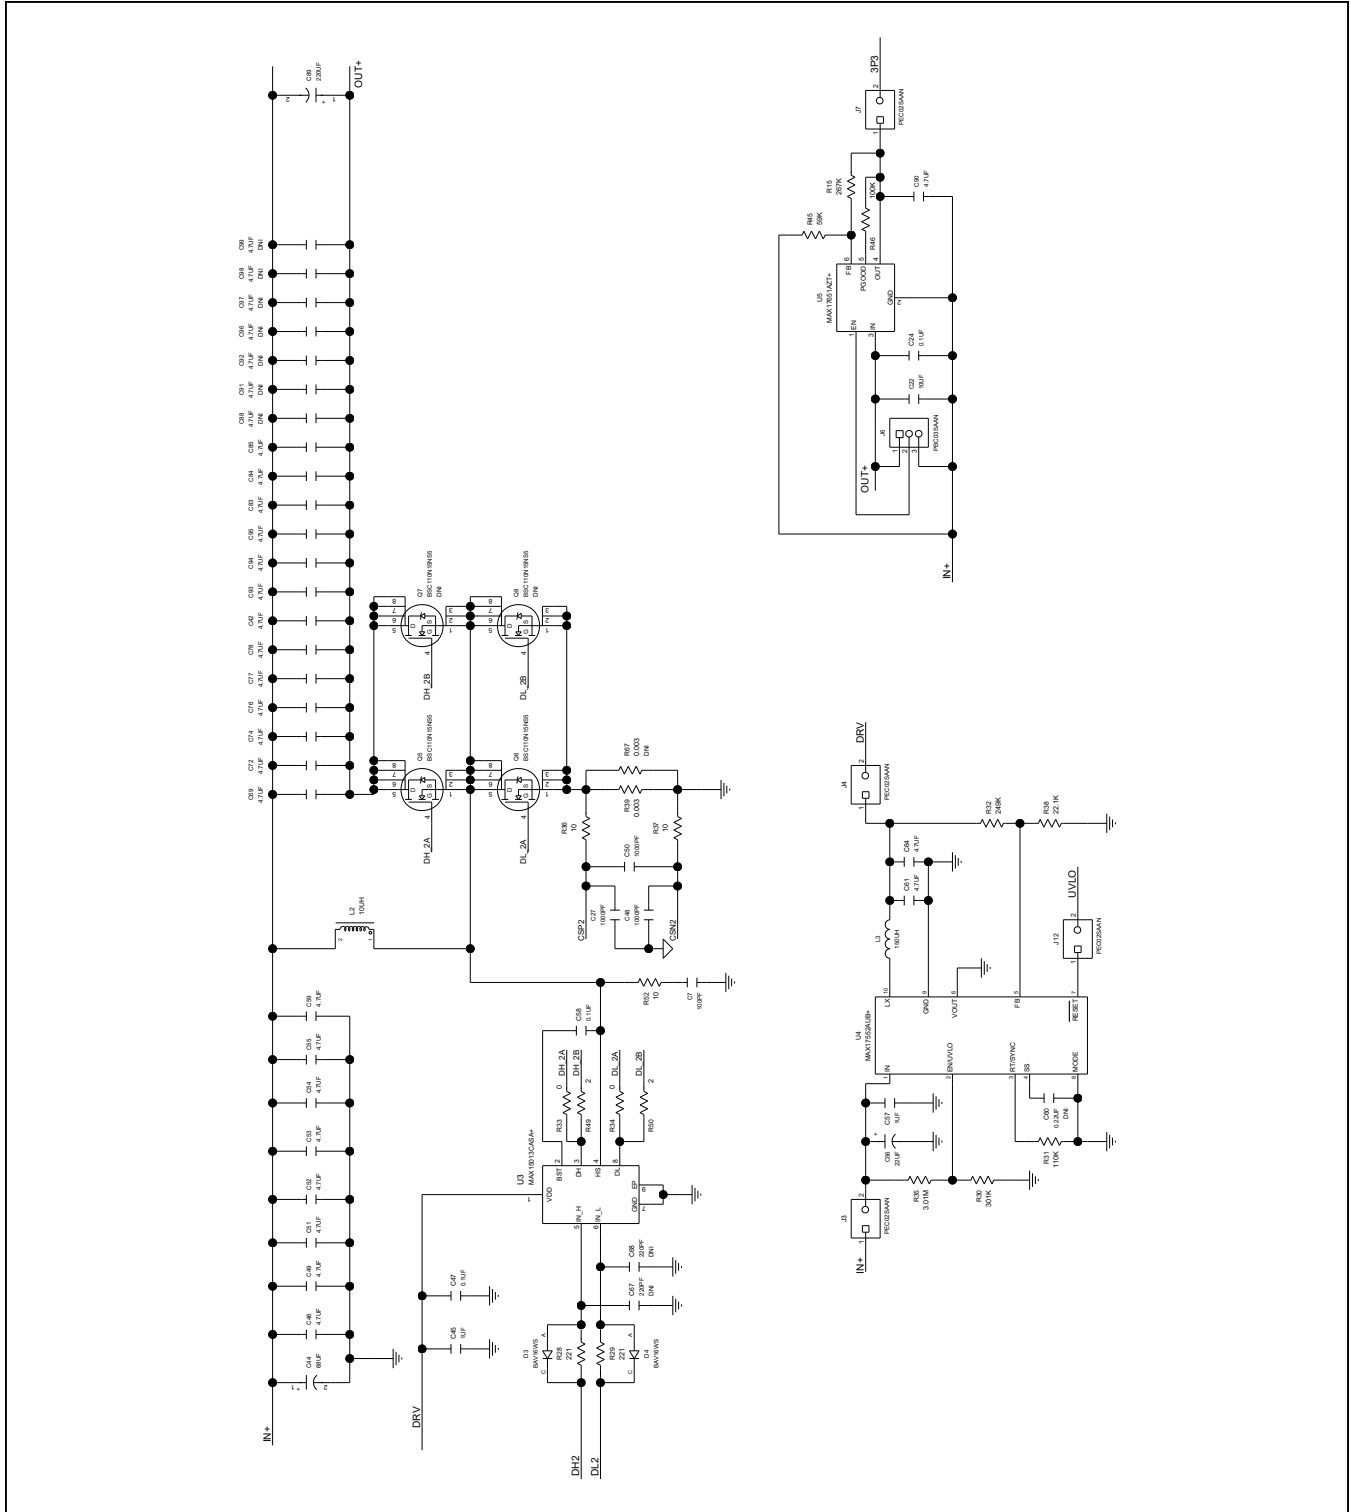 IN+
C44
68UF
C46
4.7UF
C49
4.7UF
C51
4.7UF
C52
4.7UF
C53
4.7UF
C54
4.7UF
C55
4.7UF
C59
4.7UF
L2
10UH
4.7UF
C72
4.7UF
C74
4.7UF
C76
4.7UF
C77
4.7UF
C78
4.7UF
C42
4.7UF
C93
4.7UF
C94
4.7UF
C95
4.7UF
C83
4.7UF
C84
4.7UF
C85
4.7UF
C88
4.7UF
DNI
C91
4.7UF
DNI
C92
4.7UF
DNI
C96
4.7UF
DNI
C97
4.7UF
DNI
C98
4.7UF
DNI
C99
4.7UF
DNI
C89
220UF
OUT+
DRV
C45
1UF
C47
0.1UF
DH2
DL2
D3
BAV16WS
R28
221
R29
221
D4
BAV16WS
C67
220PF
DNI
C68
220PF
DNI
U3
MAX15013CASA+
VDD
BST
DH
HS
DL
IN_H
IN_L
GND
EP
R33
0
DH_2A
R49
2
DH_2B
R34
0
DL_2A
R50
2
DL_2B
C58
0.1UF
R52
10
C7
100PF
Q5
BSC110N15NS5
DH_2A
Q6
BSC110N15NS5
DL_2A
Q7
BSC110N15NS5
DNI
DH_2B
Q8
BSC110N15NS5
DNI
DL_2B
CSP2
CSN2
C27
1000PF
C48
1000PF
C50
1000PF
R36
10
R37
10
R39
0.003
R67
0.003
DNI
IN+
OUT+
J6
PEC03SAAN
C22
10UF
C24
0.1UF
U5
MAX17651AZT+
EN
IN
GND
FB
PGOOD
OUT
R45
59K
R15
267K
R46
100K
C90
4.7UF
J7
PEC02SAAN
3P3
IN+
J3
PEC02SAAN
C56
22UF
C57
1UF
R35
3.01M
R30
301K
R31
110K
C60
0.22UF
DNI
U4
MAX17552AUB+
IN
EN/UVLO
RT/SYNC
SS
MODE
LX
GND
VOUT
FB
RESET
L3
150UH
C61
4.7UF
C64
4.7UF
R32
249K
R38
22.1K
J4
PEC02SAAN
DRV
J12
PEC02SAAN
UVLO